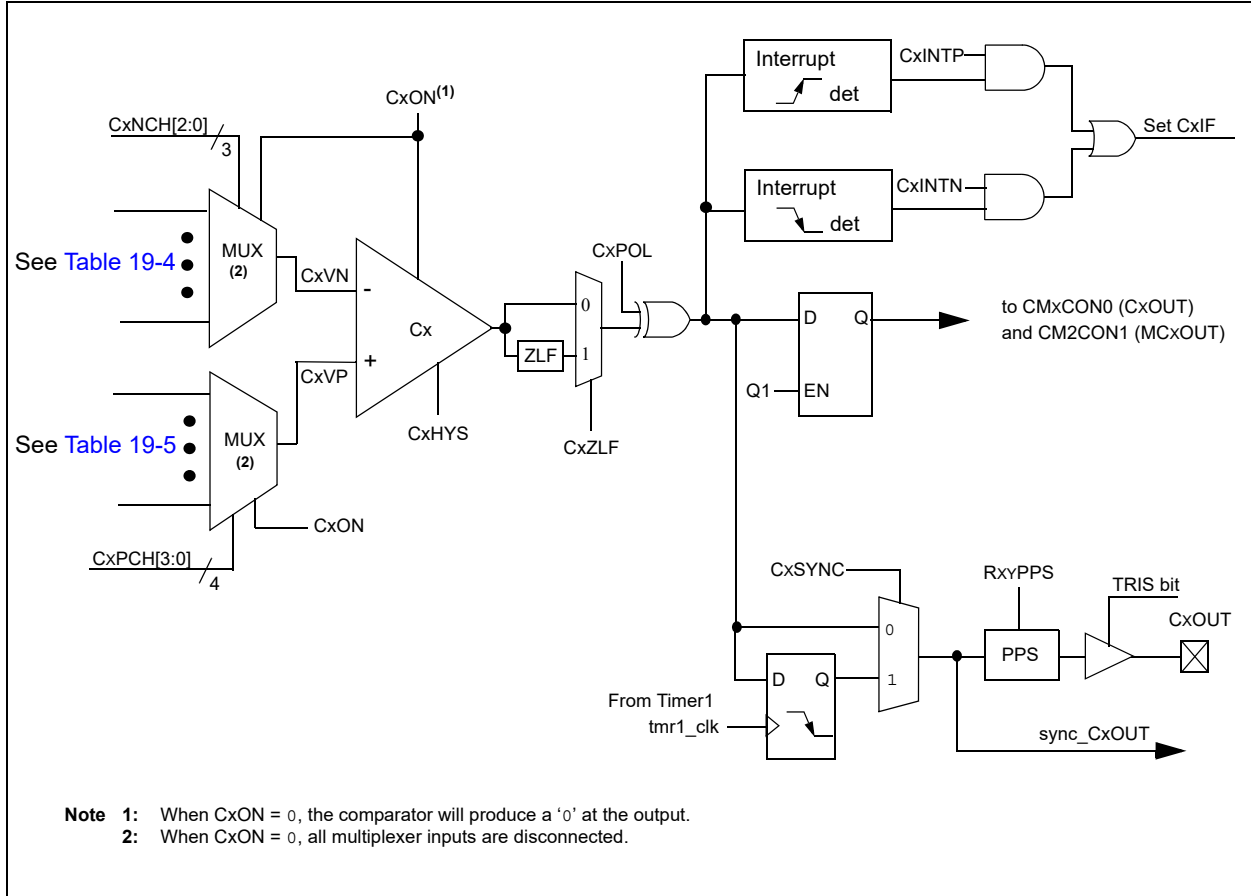 CxON(1)
CxNCH[2:0]
3
MUX
(2)
See Table 19-4
CxVN
-
Cx
+
CxVP
CxHYS
MUX
(2)
See Table 19-5
CxON
CxPCH[3:0]
4
ZLF
0
1
CxZLF
CxPOL
Interrupt
det
CxINTP
Interrupt
det
CxINTN
Set CxIF
D Q
Q1 EN
to CMxCON0 (CxOUT)
and CM2CON1 (MCxOUT)
CxSYNC
0
1
D Q
From Timer1
tmr1_clk
RxyPPS
PPS
TRIS bit
CxOUT
sync_CxOUT
Note 1: When CxON = 0, the comparator will produce a ‘0’ at the output.
2: When CxON = 0, all multiplexer inputs are disconnected.